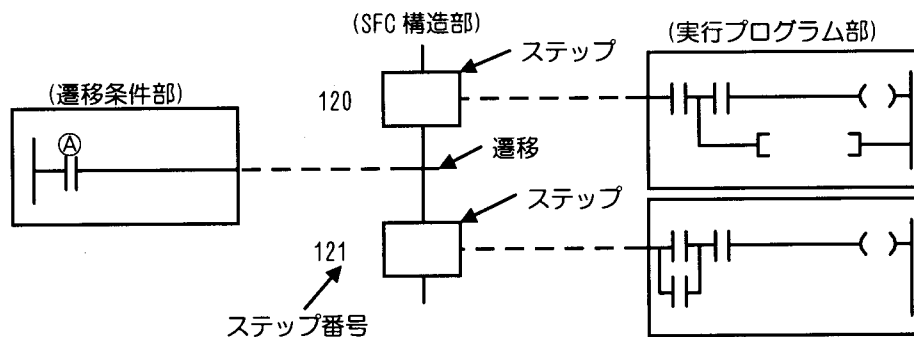 (SFC 構造部)
ステップ
(実行プログラム部)
(遷移条件部)
120
Ⓐ
遷移
ステップ
121
ステップ番号